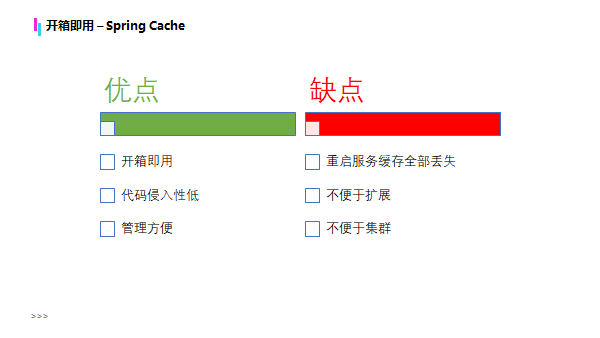 开箱即用 – Spring Cache
优点
开箱即用
代码侵入性低
管理方便
缺点
重启服务缓存全部丢失
不便于扩展
不便于集群
>>>